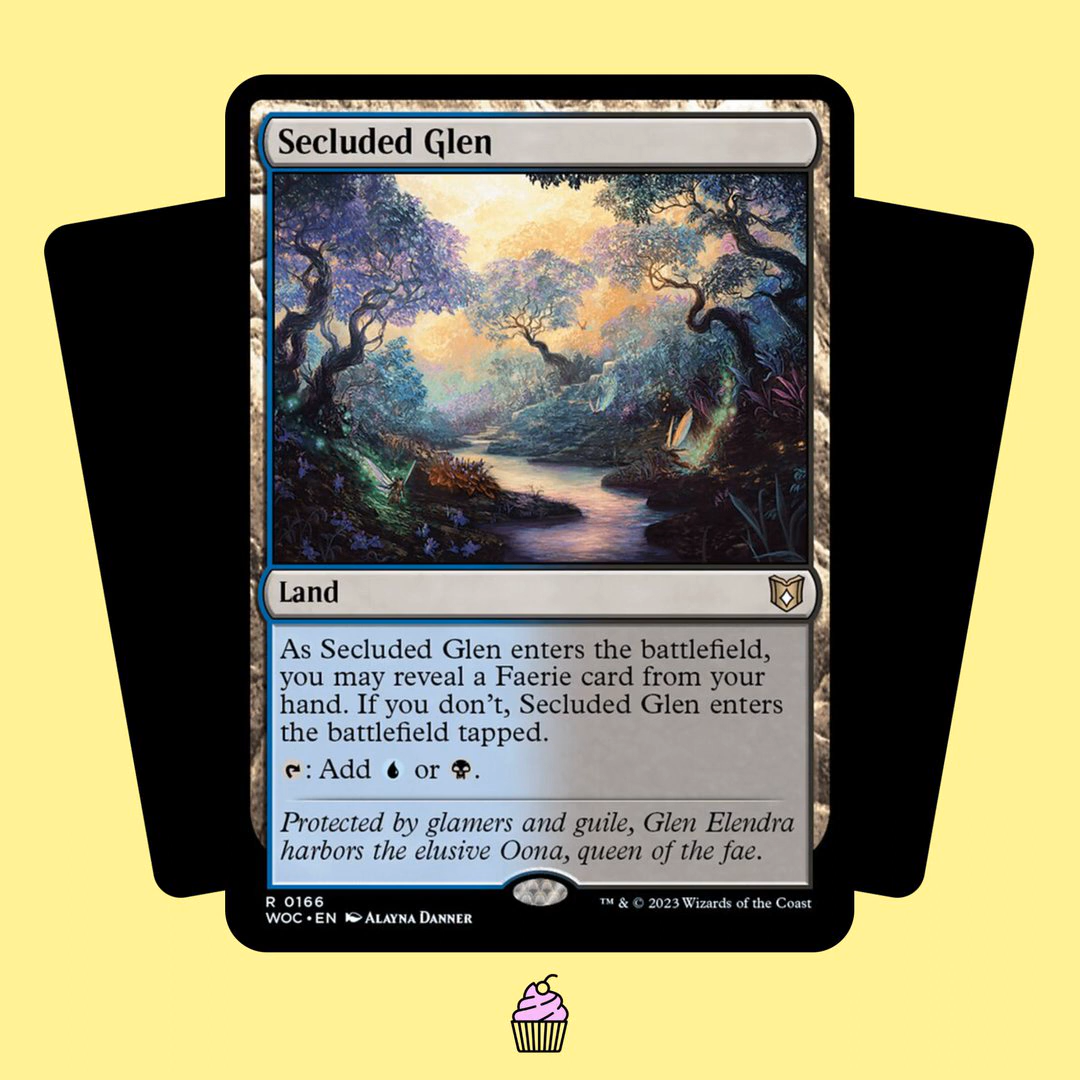 Secluded Glen
Land
As Secluded Glen enters the battlefield,
you may reveal a Faerie card from your
hand. If you don't, Secluded Glen enters
the battlefield tapped.
: Add or .
Protected by glamers and guile, Glen Elendra
harbors the elusive Oona, queen of the fae.
R 0166
WOC • EN ALAYNA DANNER
™ & © 2023 Wizards of the Coast